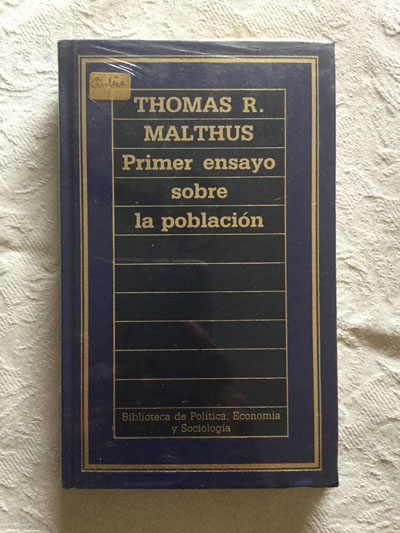 THOMAS R.
MALTHUS
Primer ensayo
sobre
la población
Biblioteca de Política, Economía
y Sociología